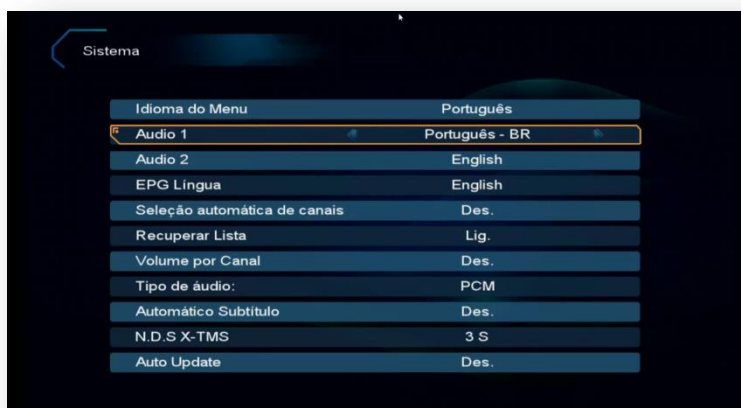 Sistema
Idioma do Menu Português
Audio 1 Português - BR
Audio 2 English
EPG Língua English
Seleção automática de canais Des.
Recuperar Lista Lig.
Volume por Canal Des.
Tipo de áudio: PCM
Automático Subtítulo Des.
N.D.S X-TMS 3 S
Auto Update Des.